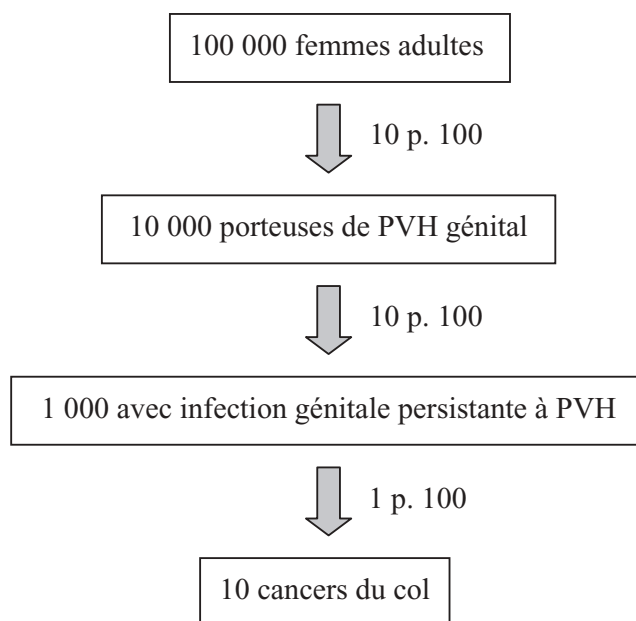 100 000 femmes adultes
10 p. 100
10 000 porteuses de PVH génital
10 p. 100
1 000 avec infection génitale persistante à PVH
1 p. 100
10 cancers du col